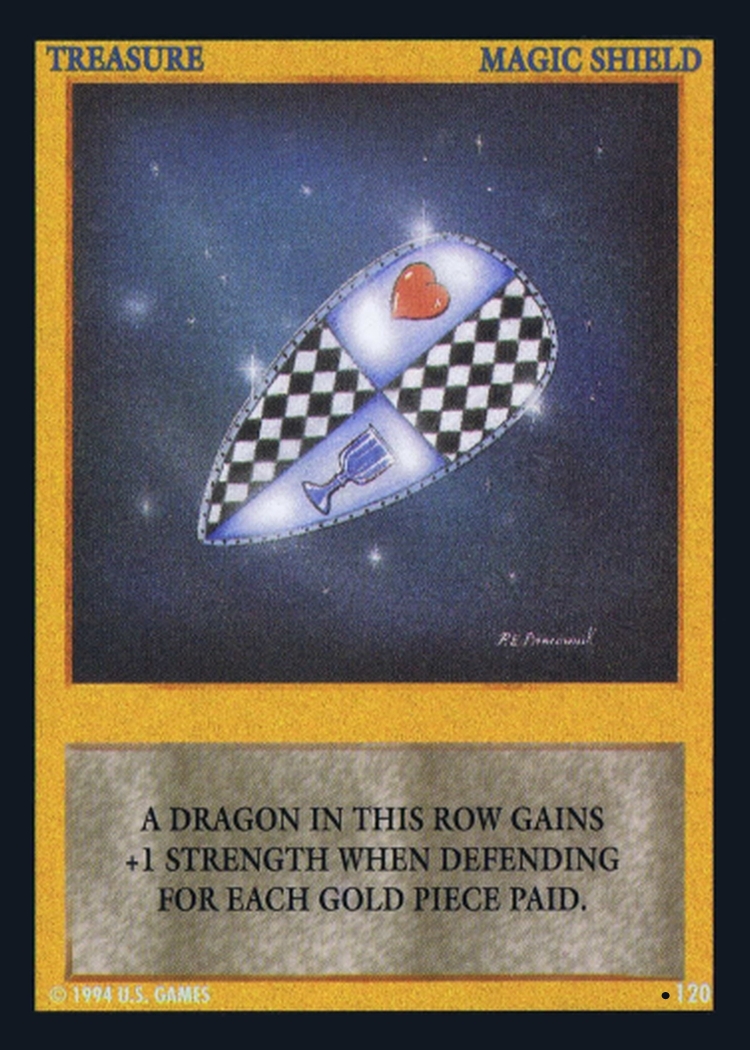 TREASURE MAGIC SHIELD
A DRAGON IN THIS ROW GAINS
+1 STRENGTH WHEN DEFENDING
FOR EACH GOLD PIECE PAID.
© 1994 U.S. GAMES • 120